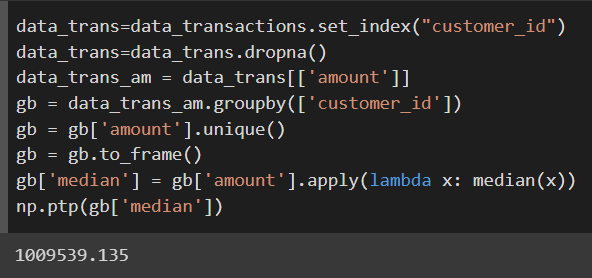 data_trans=data_transactions.set_index("customer_id")
data_trans=data_trans.dropna()
data_trans_am = data_trans[['amount']]
gb = data_trans_am.groupby(['customer_id'])
gb = gb['amount'].unique()
gb = gb.to_frame()
gb['median'] = gb['amount'].apply(lambda x: median(x))
np.ptp(gb['median'])
1009539.135